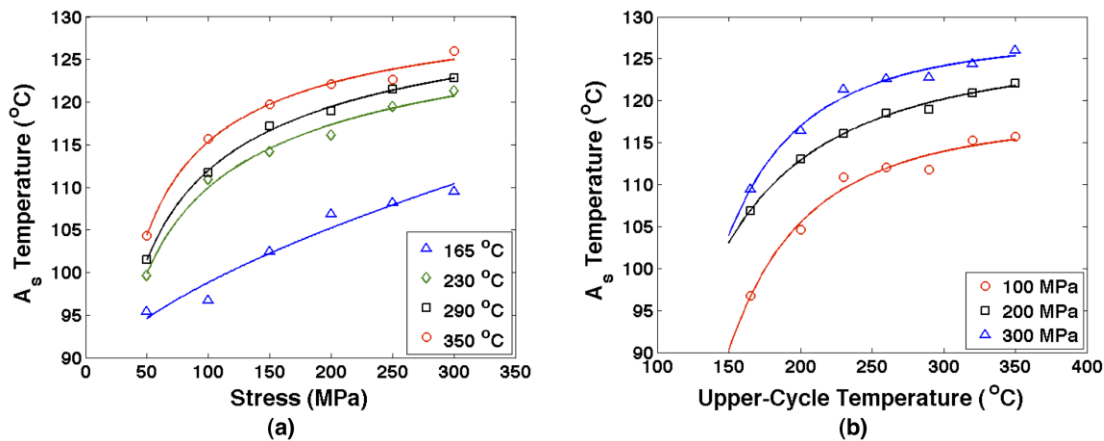 (a)
130
125
120
115
110
105
100
95
90
A_s Temperature (°C)
0 50 100 150 200 250 300 350
Stress (MPa)
165 °C
230 °C
290 °C
350 °C
(a)
(b)
130
125
120
115
110
105
100
95
90
A_s Temperature (°C)
100 150 200 250 300 350 400
Upper-Cycle Temperature (°C)
100 MPa
200 MPa
300 MPa
(b)